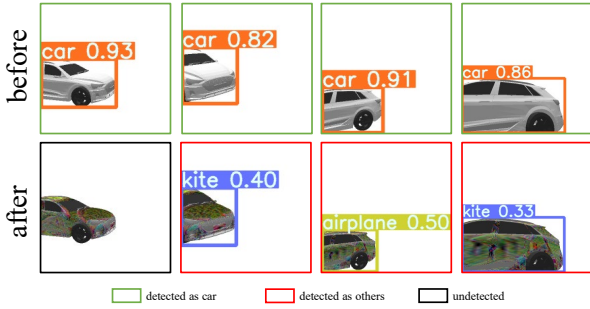 before
car 0.93
car 0.82
car 0.91
car 0.86
after
kite 0.40
airplane 0.50
kite 0.33
detected as car
detected as others
undetected